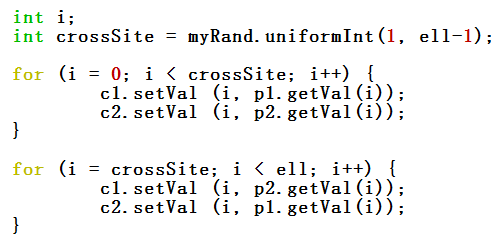 int i;
int crossSite = myRand.uniformInt(1, ell-1);
for (i = 0; i < crossSite; i++) {
c1.setVal (i, p1.getVal(i));
c2.setVal (i, p2.getVal(i));
}
for (i = crossSite; i < ell; i++) {
c1.setVal (i, p2.getVal(i));
c2.setVal (i, p1.getVal(i));
}